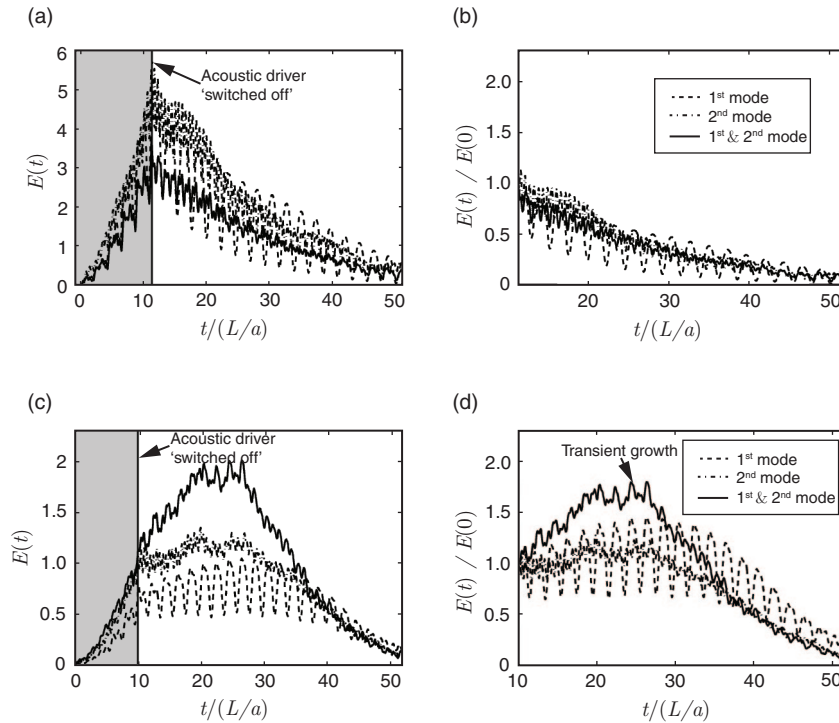 (a)
6
5
4
3
2
1
0
E(t)
Acoustic driver
'switched off'
0
10
20
30
40
50
t/(L/a)
(b)
2.0
1.5
1.0
0.5
0
E(t) / E(0)
1st mode
2nd mode
1st & 2nd mode
20
30
40
50
t/(L/a)
(c)
2
1.5
1.0
0.5
0
E(t)
Acoustic driver
'switched off'
0
10
20
30
40
50
t/(L/a)
(d)
2.0
1.5
1.0
0.5
0
E(t) / E(0)
Transient growth
1st mode
2nd mode
1st & 2nd mode
10
20
30
40
50
t/(L/a)